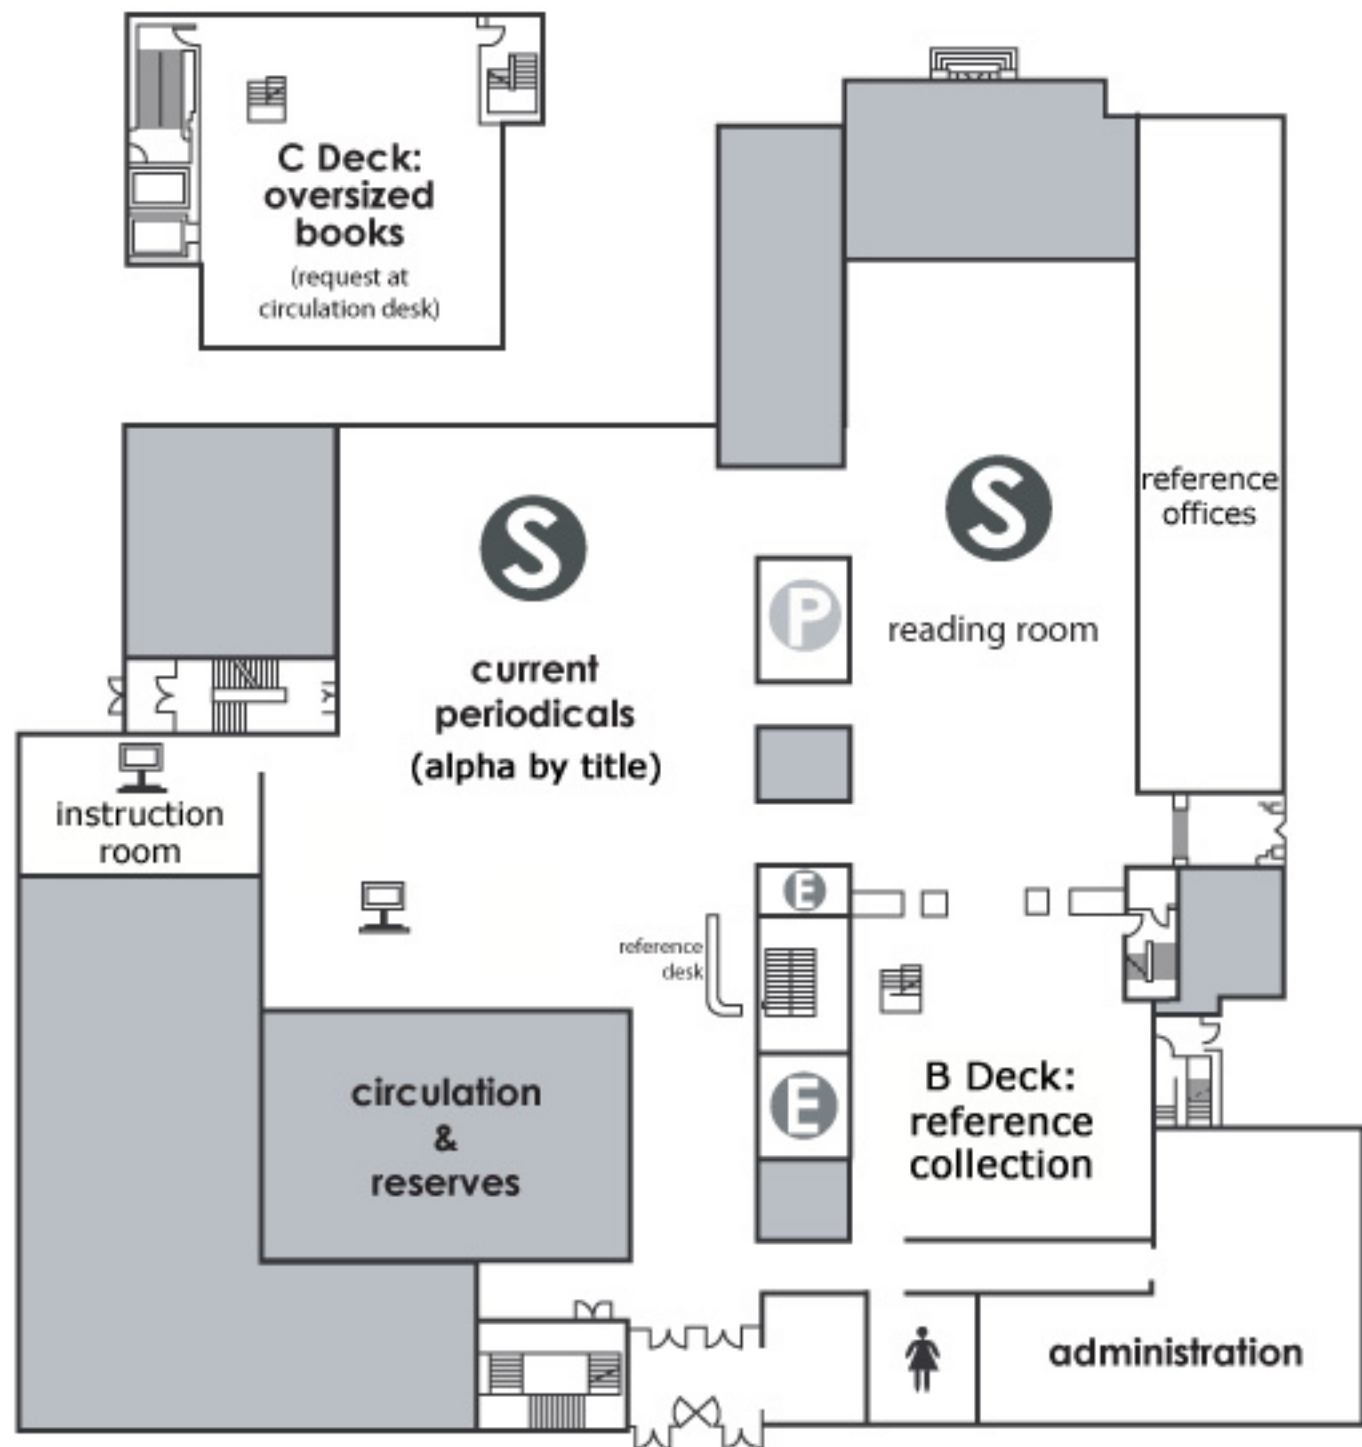 C Deck:
oversized
books
(request at
circulation desk)
S
S
reference
offices
P
reading room
current
periodicals
(alpha by title)
instruction
room
E
reference
desk
B Deck:
reference
collection
E
circulation
&
reserves
administration